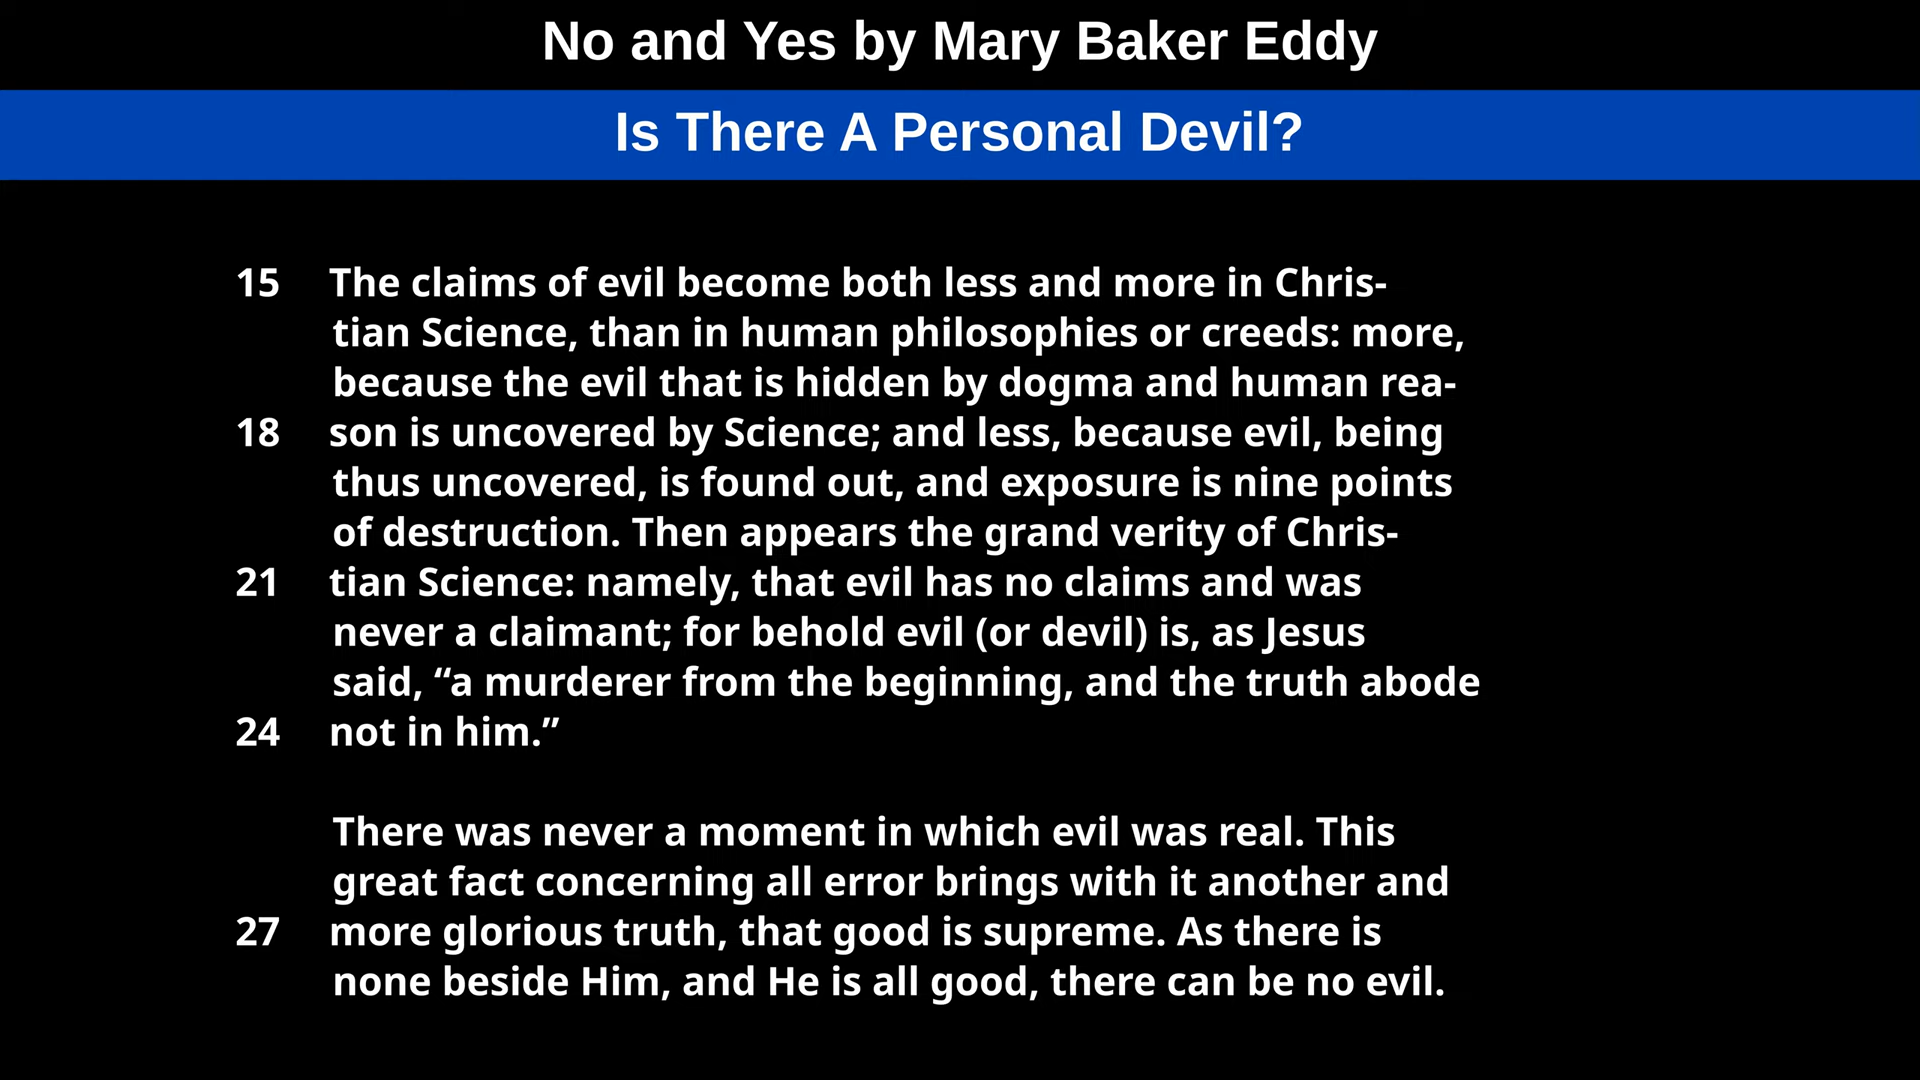 No and Yes by Mary Baker Eddy
Is There A Personal Devil?
15 The claims of evil become both less and more in Chris-
tian Science, than in human philosophies or creeds: more,
because the evil that is hidden by dogma and human rea-
18 son is uncovered by Science; and less, because evil, being
thus uncovered, is found out, and exposure is nine points
of destruction. Then appears the grand verity of Chris-
21 tian Science: namely, that evil has no claims and was
never a claimant; for behold evil (or devil) is, as Jesus
said, “a murderer from the beginning, and the truth abode
24 not in him.”
There was never a moment in which evil was real. This
great fact concerning all error brings with it another and
27 more glorious truth, that good is supreme. As there is
none beside Him, and He is all good, there can be no evil.